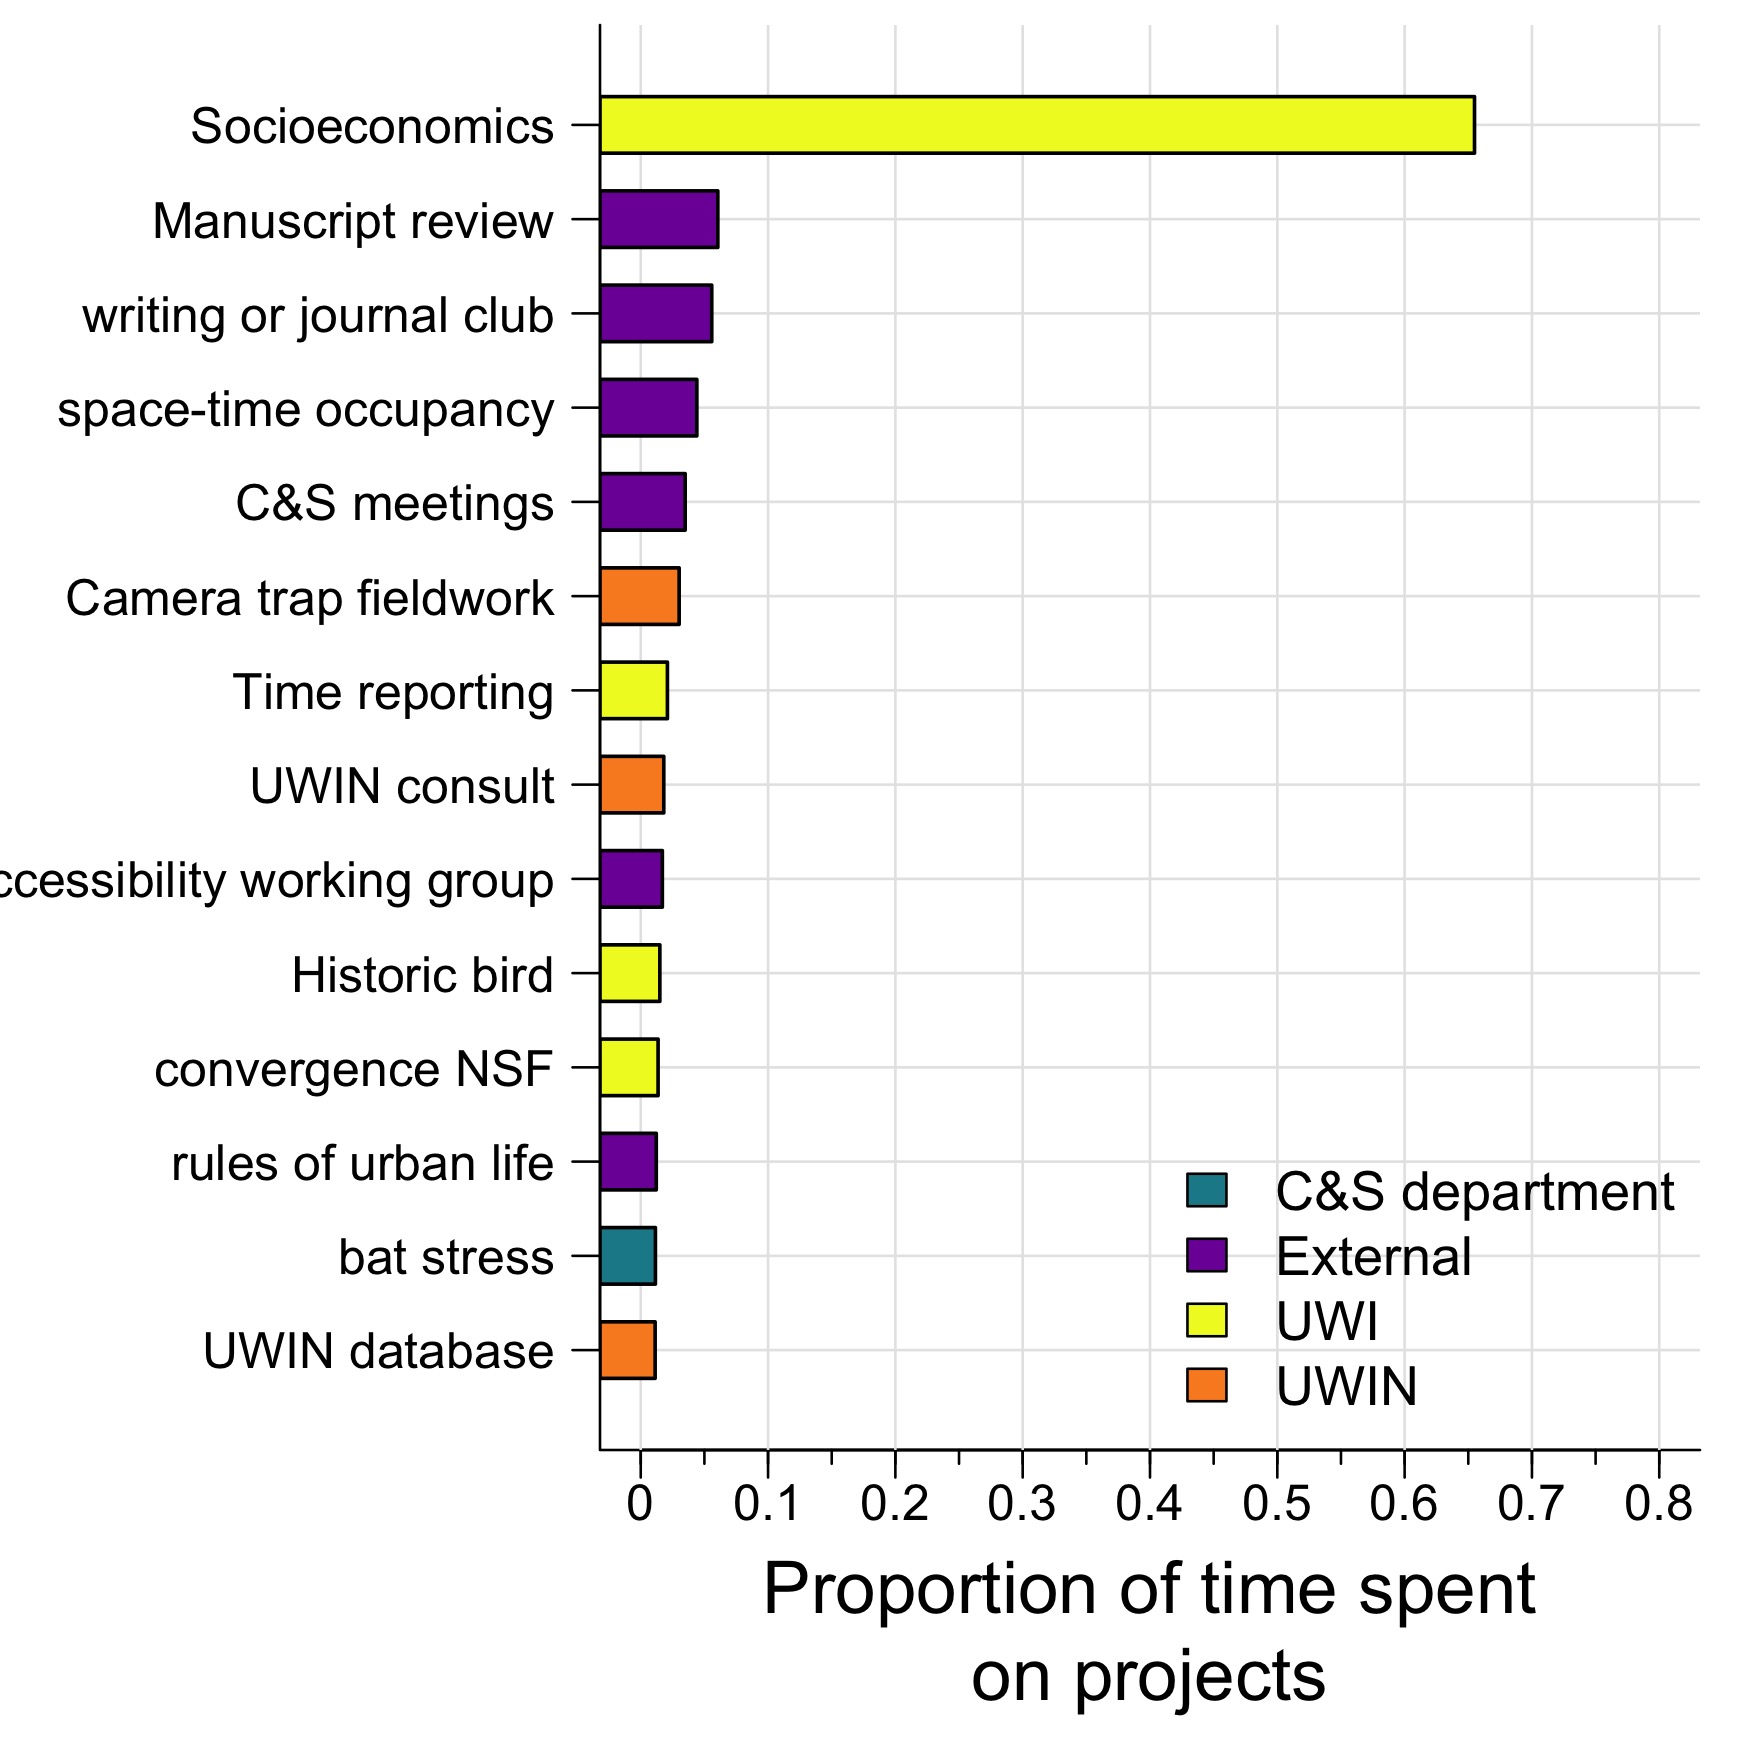 Socioeconomics
Manuscript review
writing or journal club
space-time occupancy
C&S meetings
Camera trap fieldwork
Time reporting
UWIN consult
ccessibility working group
Historic bird
convergence NSF
rules of urban life
bat stress
UWIN database
C&S department
External
UWI
UWIN
0 0.1 0.2 0.3 0.4 0.5 0.6 0.7 0.8
Proportion of time spent
on projects